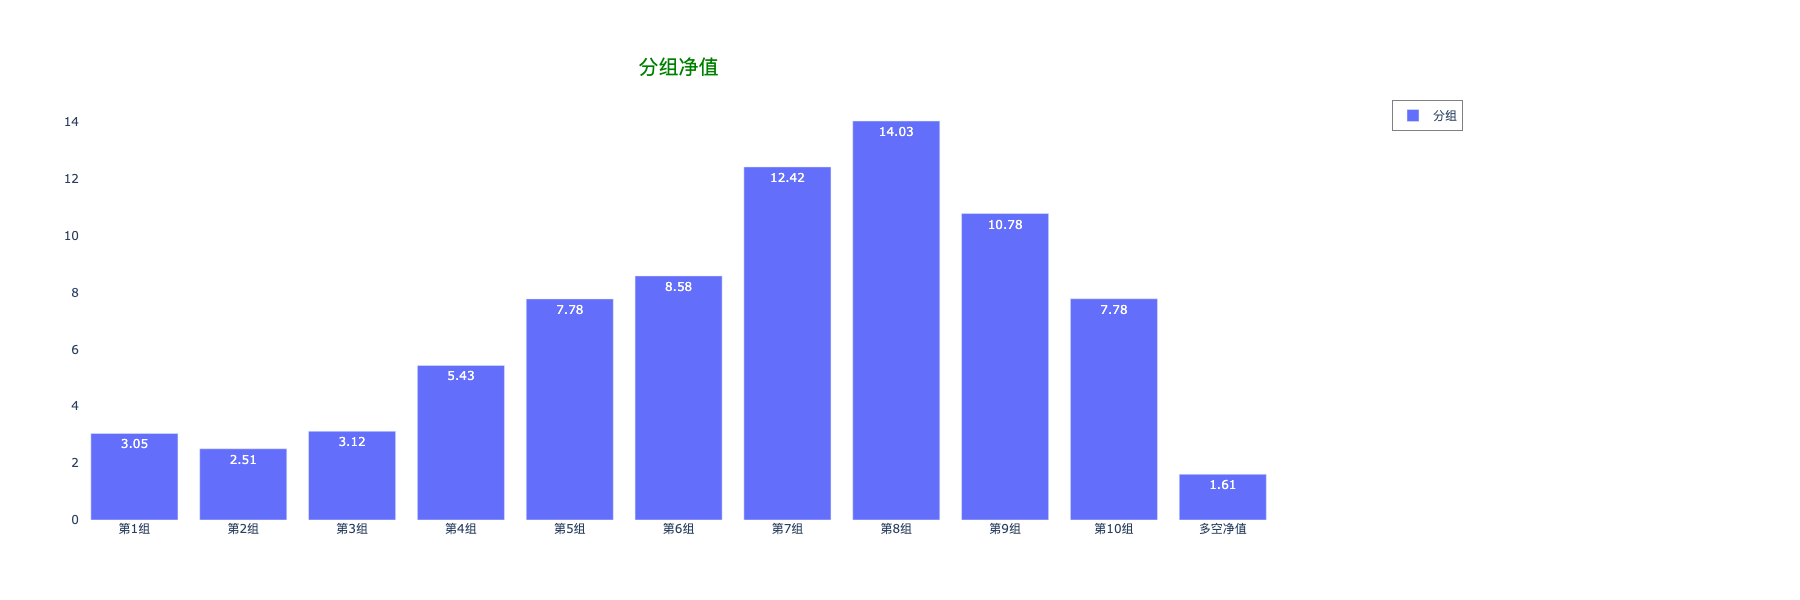 分组净值
分组
14
12
10
8
6
4
2
0
3.05
2.51
3.12
5.43
7.78
8.58
12.42
14.03
10.78
7.78
1.61
第1组
第2组
第3组
第4组
第5组
第6组
第7组
第8组
第9组
第10组
多空净值